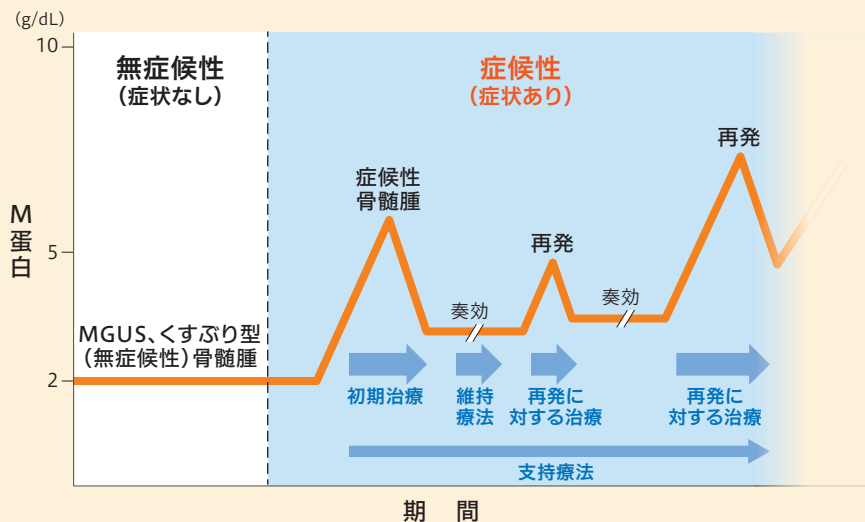 (g/dL)
10
無症候性
(症状なし)
症候性
(症状あり)
再発
症候性
骨髄腫
M
蛋
白
5
再発
奏効
奏効
MGUS、くすぶり型
(無症候性)骨髄腫
2
初期治療
維持
療法
再発に
対する治療
再発に
対する治療
支持療法
期 間